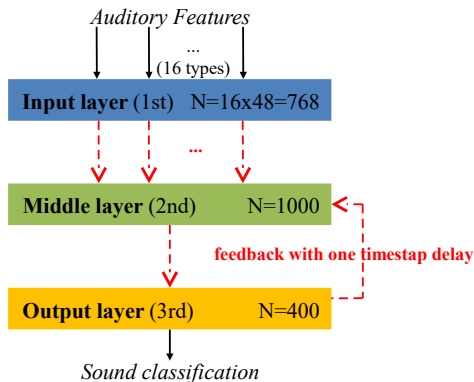 Auditory Features
...
(16 types)
Input layer (1st) N=16x48=768
...
Middle layer (2nd) N=1000
feedback with one timestap delay
Output layer (3rd) N=400
Sound classification